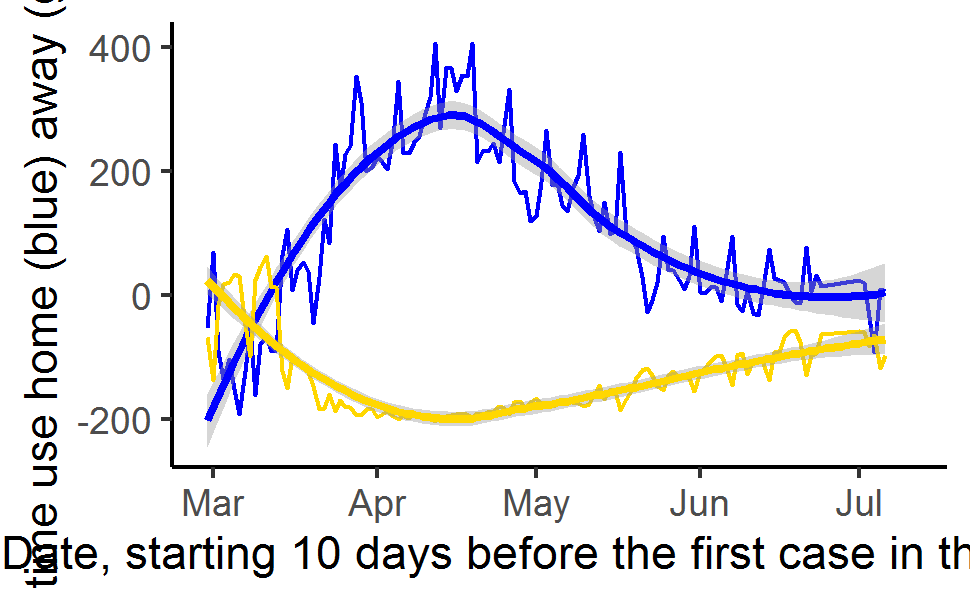 time use home (blue) away (
400
200
0
-200
Mar Apr May Jun Jul
Date, starting 10 days before the first case in th